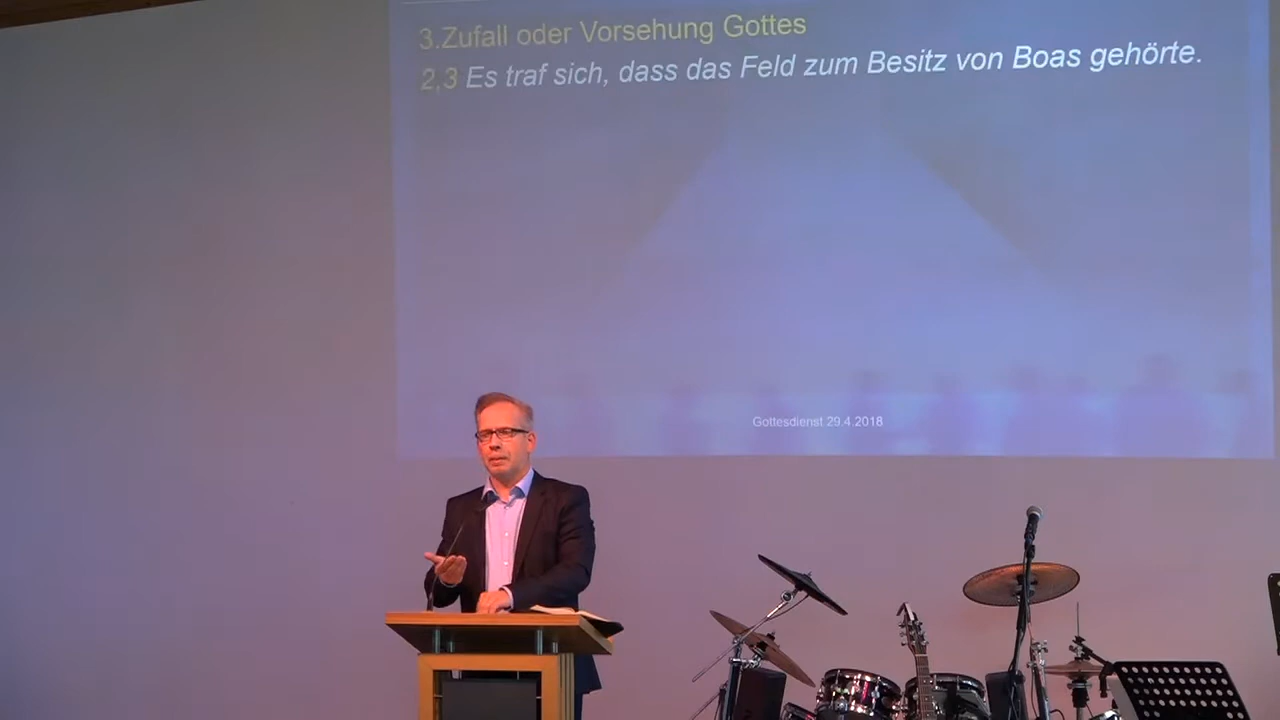 3.Zufall oder Vorsehung Gottes
2,3 Es traf sich, dass das Feld zum Besitz von Boas gehörte.
Gottesdienst 29.4.2018